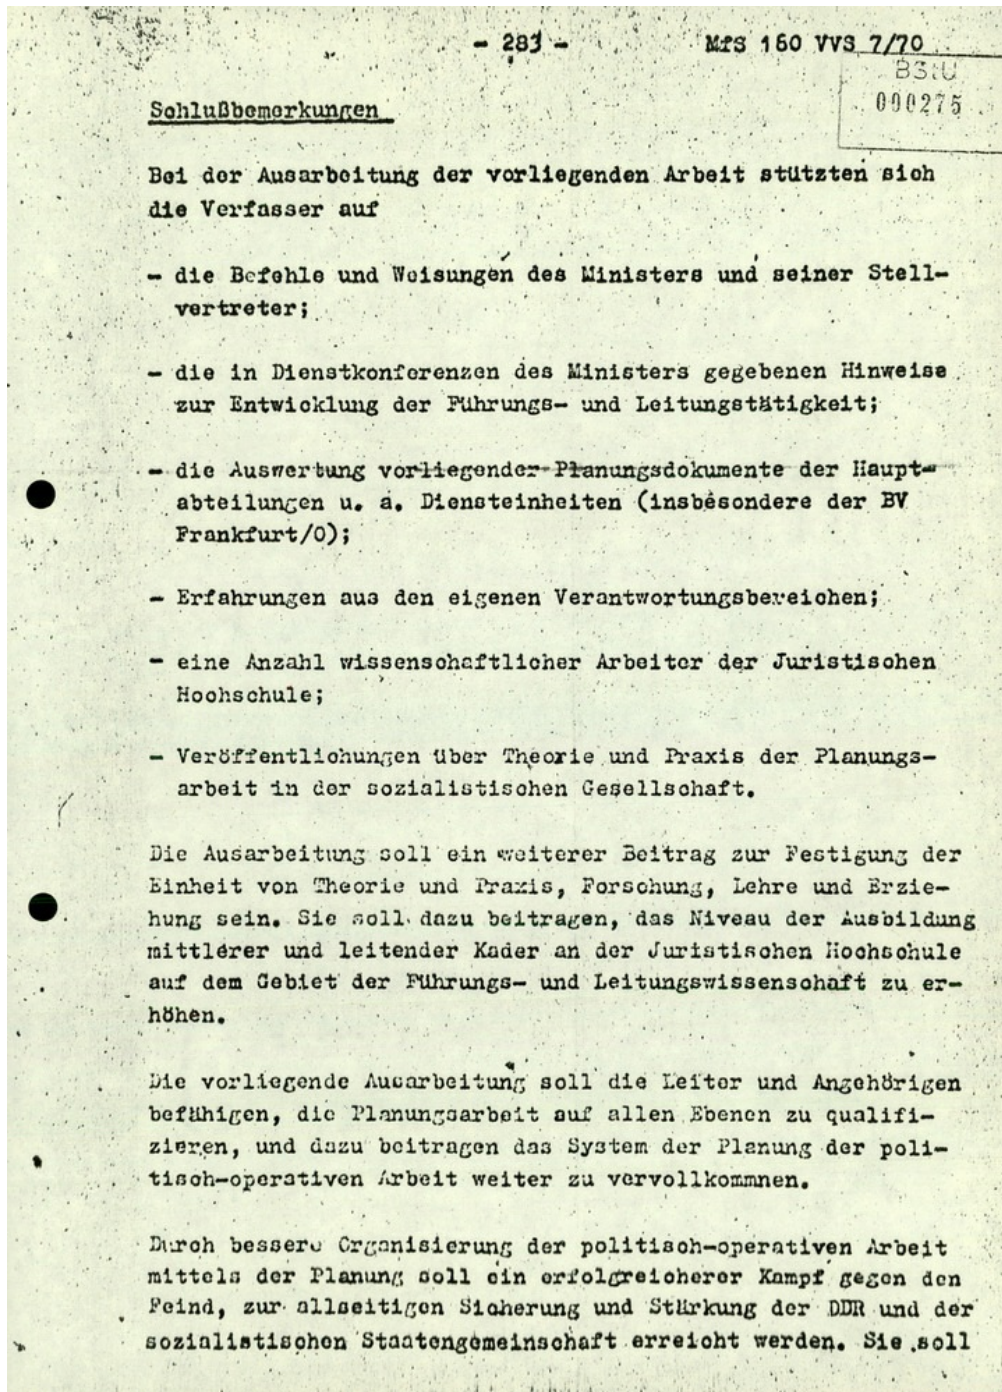 - 283 - MfS 160 VVS 7/70
BStU
000275
Schlußbemerkungen
Bei der Ausarbeitung der vorliegenden Arbeit stützten sich
die Verfasser auf
- die Befehle und Weisungen des Ministers und seiner Stell-
vertreter;
- die in Dienstkonferenzen des Ministers gegebenen Hinweise
zur Entwicklung der Führungs- und Leitungstätigkeit;
- die Auswertung vorliegender Planungsdokumente der Haupt-
abteilungen u. a. Diensteinheiten (insbesondere der BV
Frankfurt/O);
- Erfahrungen aus den eigenen Verantwortungsbereichen;
- eine Anzahl wissenschaftlicher Arbeiter der Juristischen
Hochschule;
- Veröffentlichungen über Theorie und Praxis der Planungs-
arbeit in der sozialistischen Gesellschaft.
Die Ausarbeitung soll ein weiterer Beitrag zur Festigung der
Einheit von Theorie und Praxis, Forschung, Lehre und Erzie-
hung sein. Sie soll dazu beitragen, das Niveau der Ausbildung
mittlerer und leitender Kader an der Juristischen Hochschule
auf dem Gebiet der Führungs- und Leitungswissenschaft zu er-
höhen.
Die vorliegende Ausarbeitung soll die Leiter und Angehörigen
befähigen, die Planungsarbeit auf allen Ebenen zu qualifi-
zieren, und dazu beitragen das System der Planung der poli-
tisch-operativen Arbeit weiter zu vervollkommnen.
Durch bessere Organisierung der politisch-operativen Arbeit
mittels der Planung soll ein erfolgreicherer Kampf gegen den
Feind, zur allseitigen Sicherung und Stärkung der DDR und der
sozialistischen Staatengemeinschaft erreicht werden. Sie soll